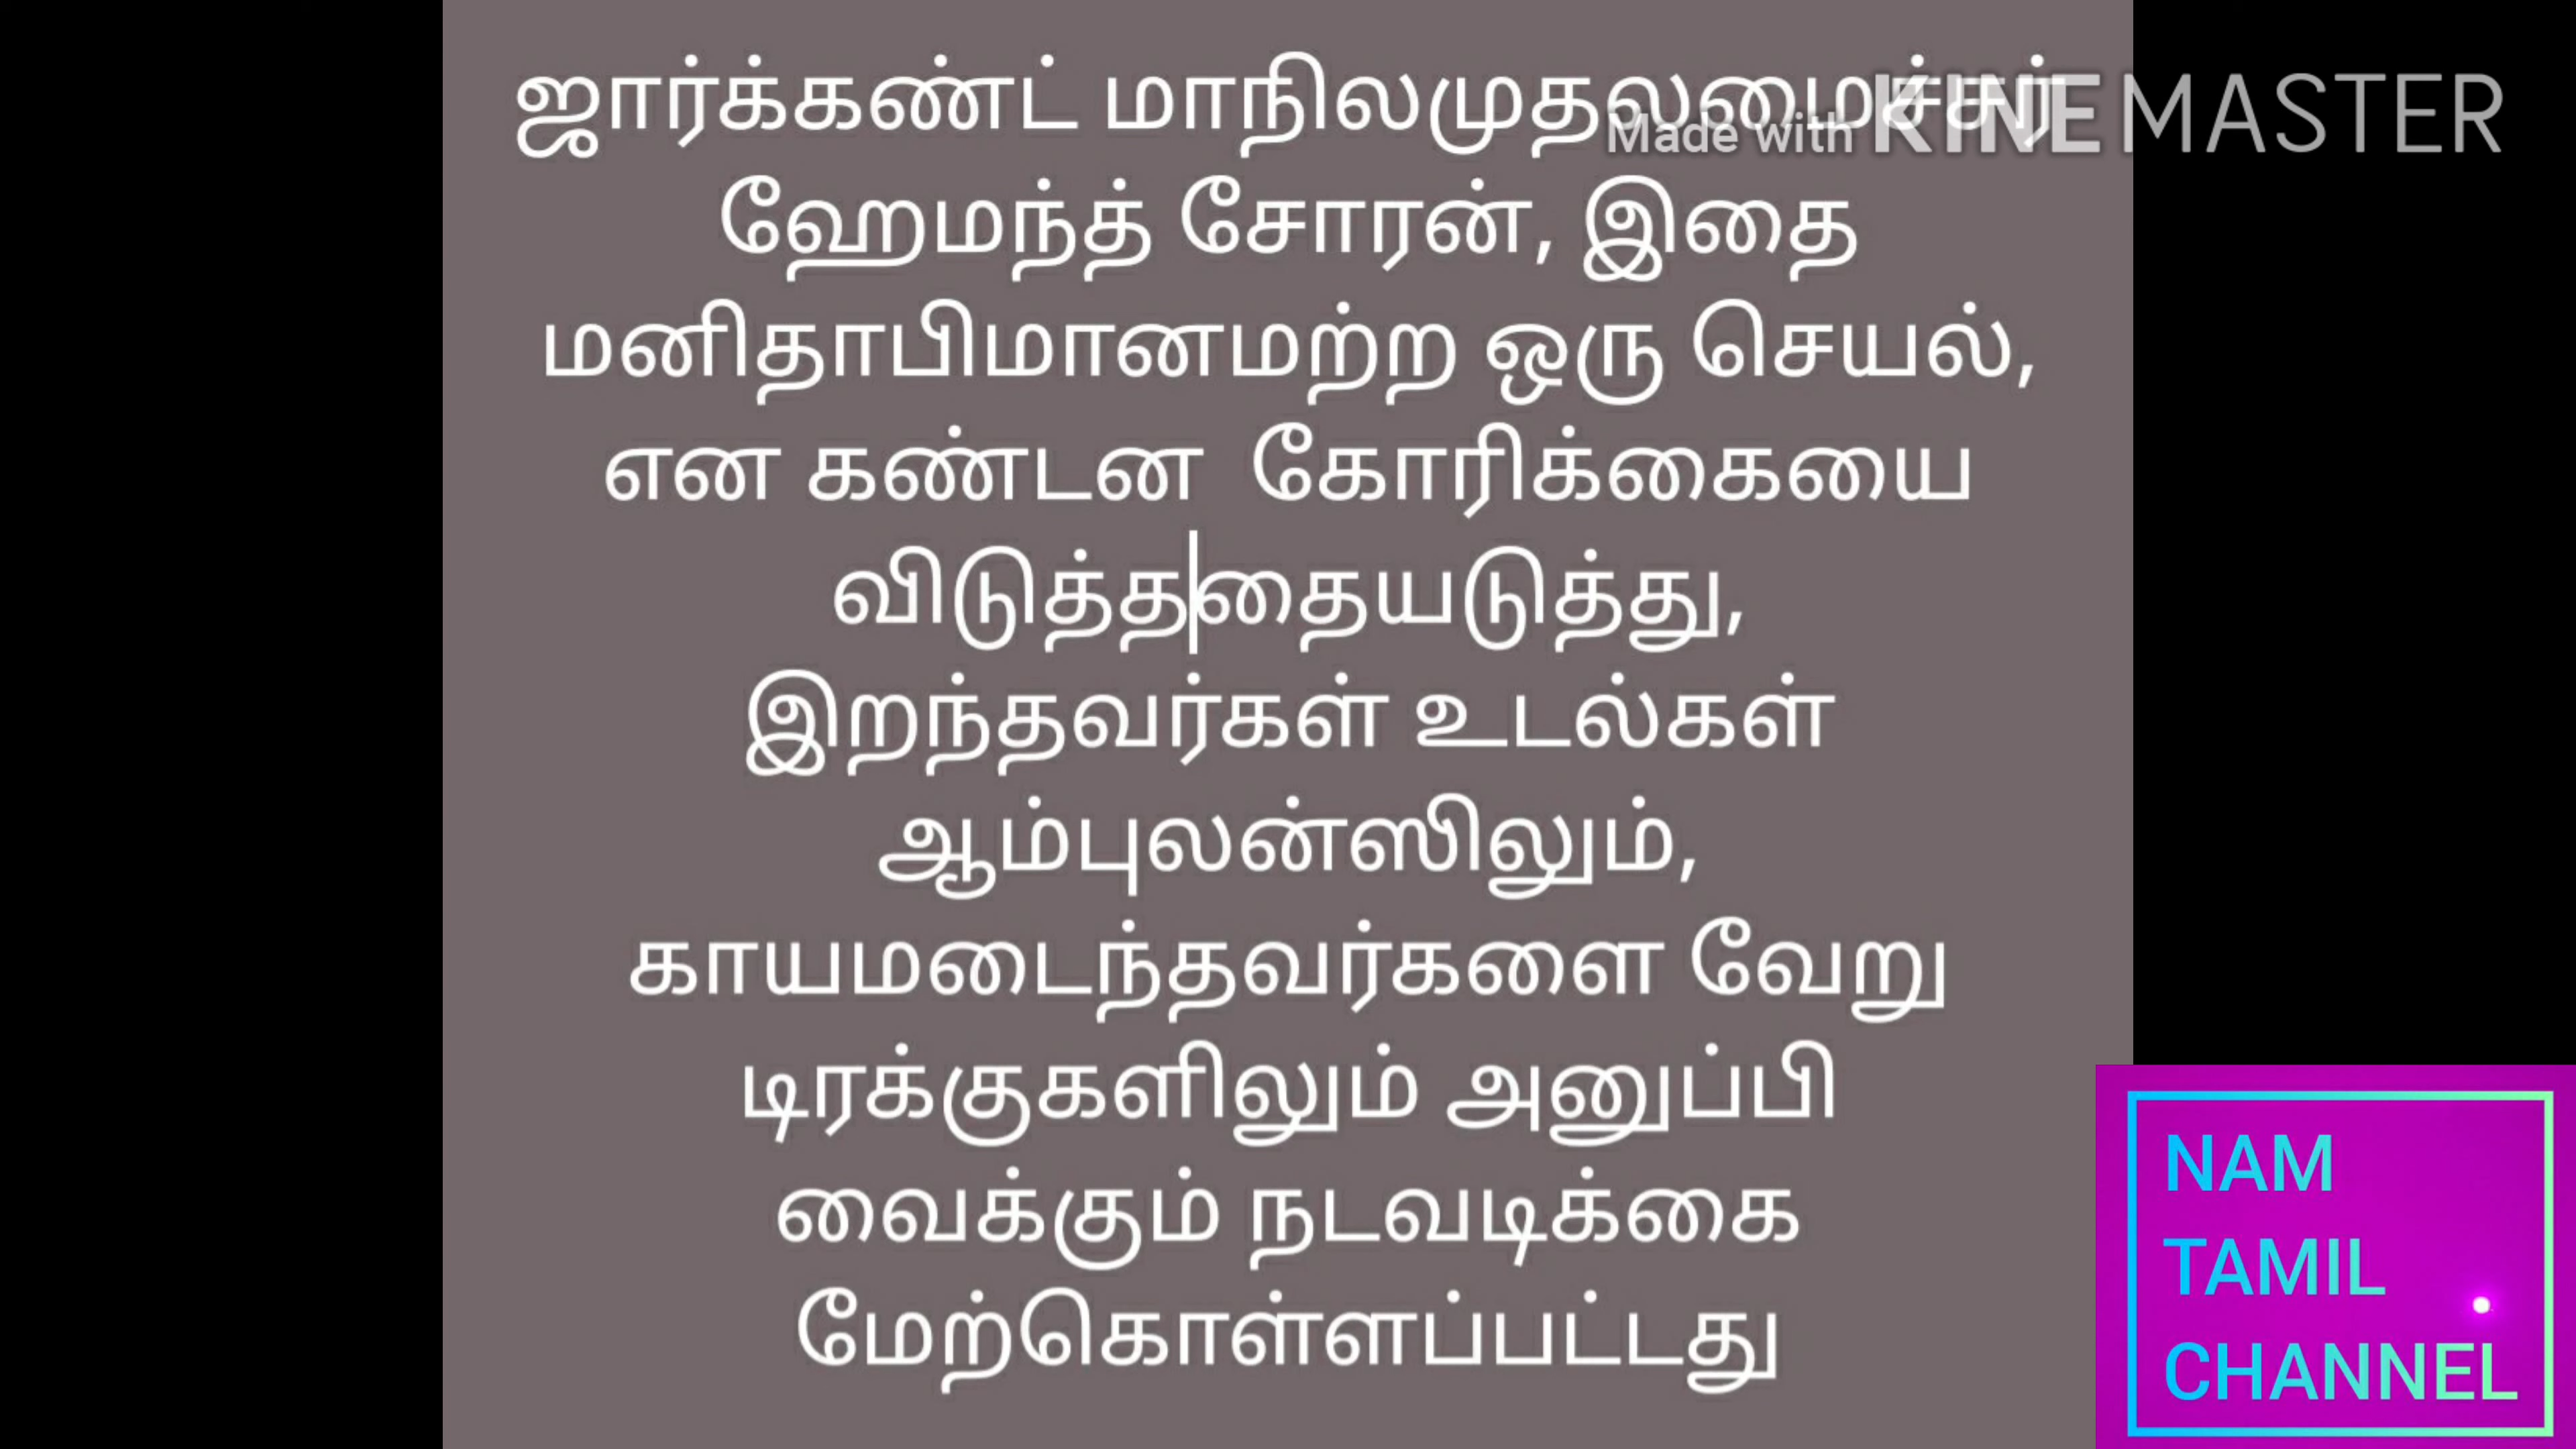 ஜார்க்கண்ட் மாநிலமுதலமைச்சர்
Made with KINEMASTER
ஹேமந்த் சோரன், இதை
மனிதாபிமானமற்ற ஒரு செயல்,
என கண்டன கோரிக்கையை
விடுத்ததையடுத்து,
இறந்தவர்கள் உடல்கள்
ஆம்புலன்ஸிலும்,
காயமடைந்தவர்களை வேறு
டிரக்குகளிலும் அனுப்பி
வைக்கும் நடவடிக்கை
மேற்கொள்ளப்பட்டது
NAM
TAMIL
CHANNEL